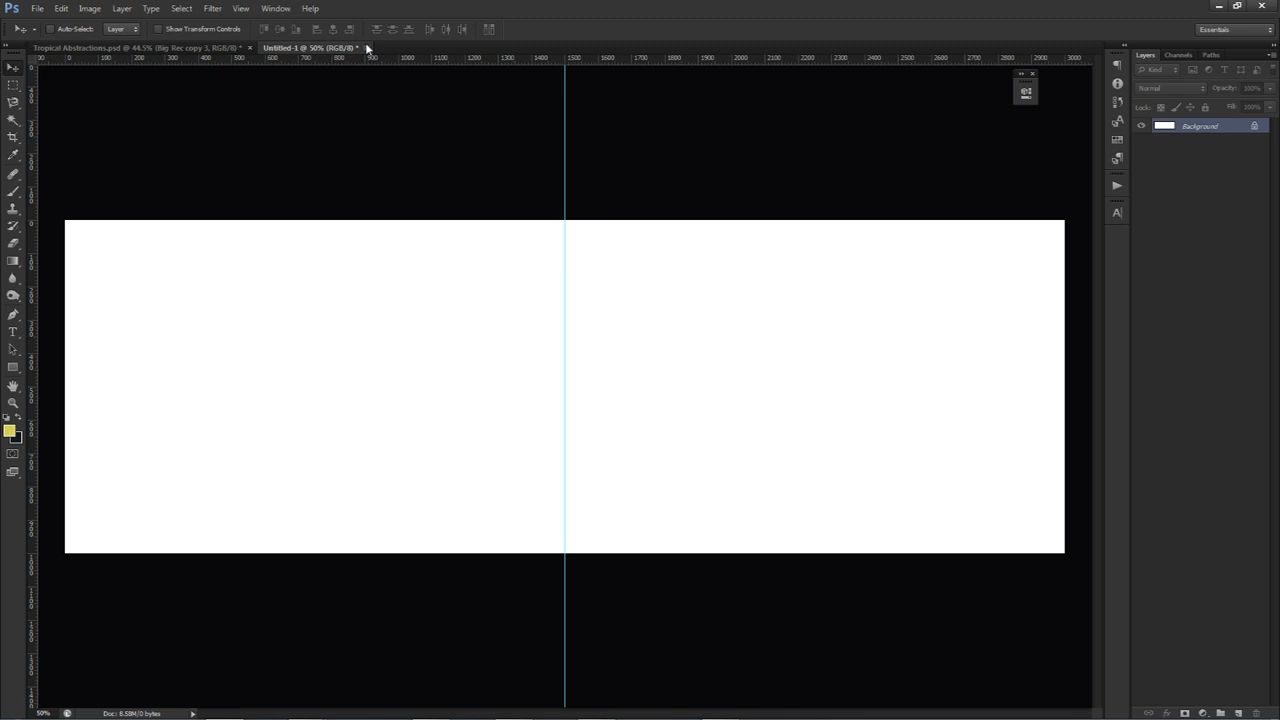 Ps File Edit Image Layer Type Select Filter View Window Help
Auto-Select: Layer Show Transform Controls Essentials
Tropical Abstractions.psd @ 44.5% (Big Rec copy 3, RGB/8) * × Untitled-1 @ 50% (RGB/8) *
0 100 200 300 400 500 600 700 800 900 1000 1100 1200 1300 1400 1500 1600 1700 1800 1900 2000 2100 2200 2300 2400 2500 2600 2700 2800 2900 3000
Layers Channels Paths
Kind
Normal Opacity: 100%
Lock: Fill: 100%
Background
50% Doc: 8.58M/0 bytes